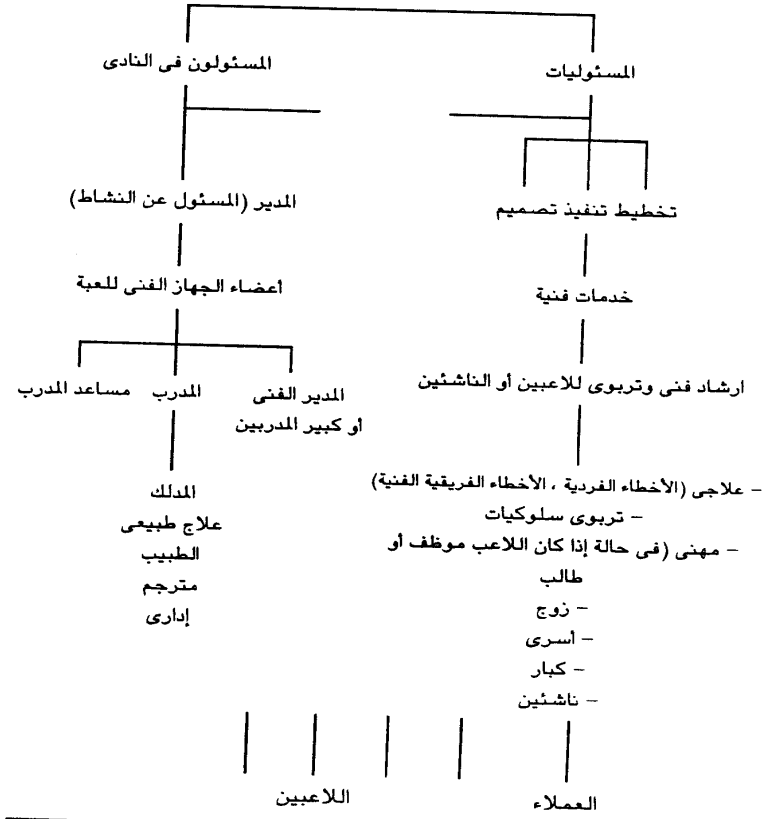 المسئوليات
المسئولون فى النادى
تخطيط تنفيذ تصميم
المدير (المسئول عن النشاط)
خدمات فنية
أعضاء الجهاز الفنى للعبة
ارشاد فنى وتربوى للاعبين أو الناشئين
المدير الفنى
أو كبير المدربين
المدرب
مساعد المدرب
– علاجى (الأخطاء الفردية ، الأخطاء الفريقية الفنية)
– تربوى سلوكيات
– مهنى (فى حالة إذا كان اللاعب موظف أو
طالب
– زوج
– أسرى
– كبار
– ناشئين
المدلك
علاج طبيعى
الطبيب
مترجم
إدارى
العملاء
اللاعبين